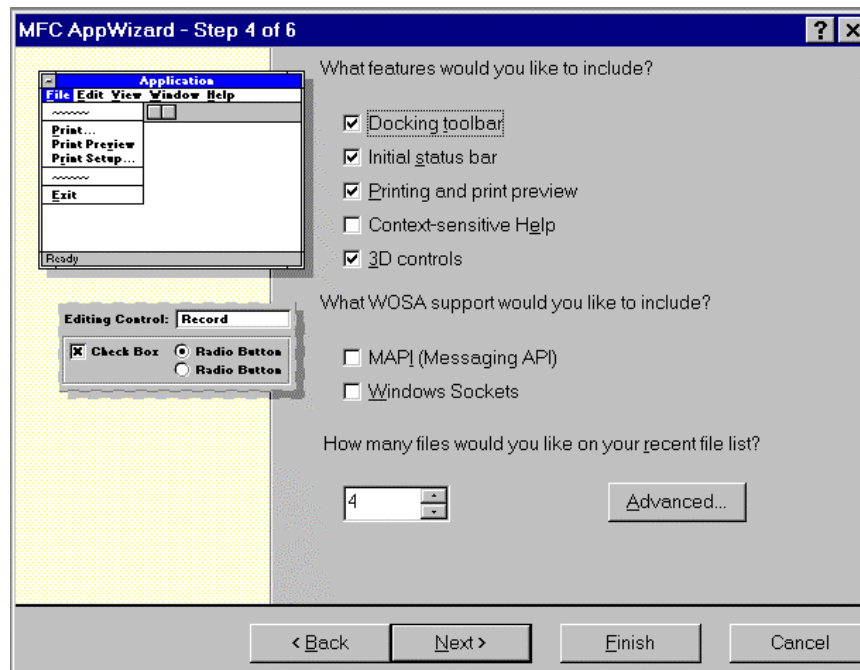 MFC AppWizard - Step 4 of 6
What features would you like to include?
Application
File Edit View Window Help
Print...
Print Preview
Print Setup...
Exit
Ready
Docking toolbar
Initial status bar
Printing and print preview
Context-sensitive Help
3D controls
Editing Control: Record
Check Box Radio Button
Radio Button
What WOSA support would you like to include?
MAPI (Messaging API)
Windows Sockets
How many files would you like on your recent file list?
4 Advanced...
< Back Next > Finish Cancel